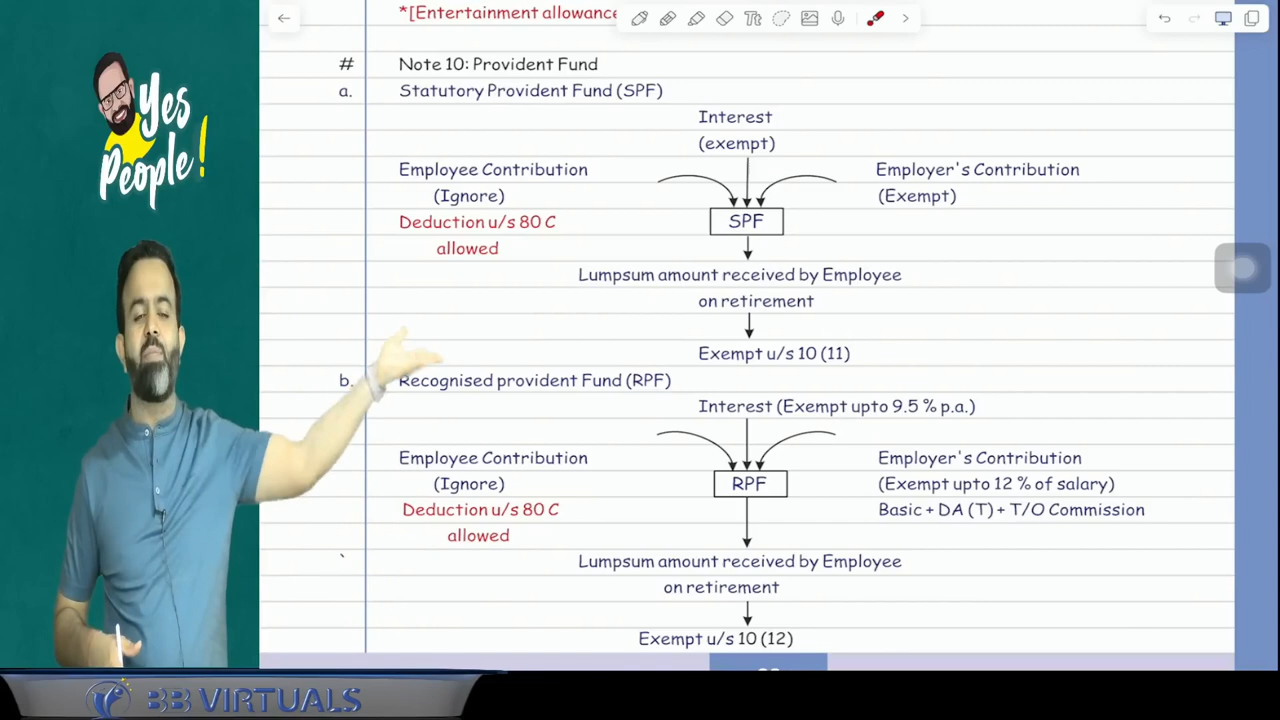 Yes
People!
*[Entertainment allowance
Tt
# Note 10: Provident Fund
a. Statutory Provident Fund (SPF)
Interest
(exempt)
Employee Contribution
(Ignore)
Deduction u/s 80 C
allowed
Employer's Contribution
(Exempt)
SPF
Lumpsum amount received by Employee
on retirement
Exempt u/s 10 (11)
b. Recognised provident Fund (RPF)
Interest (Exempt upto 9.5 % p.a.)
Employee Contribution
(Ignore)
Deduction u/s 80 C
allowed
Employer's Contribution
(Exempt upto 12 % of salary)
Basic + DA (T) + T/O Commission
RPF
`
Lumpsum amount received by Employee
on retirement
Exempt u/s 10 (12)
BB VIRTUALS